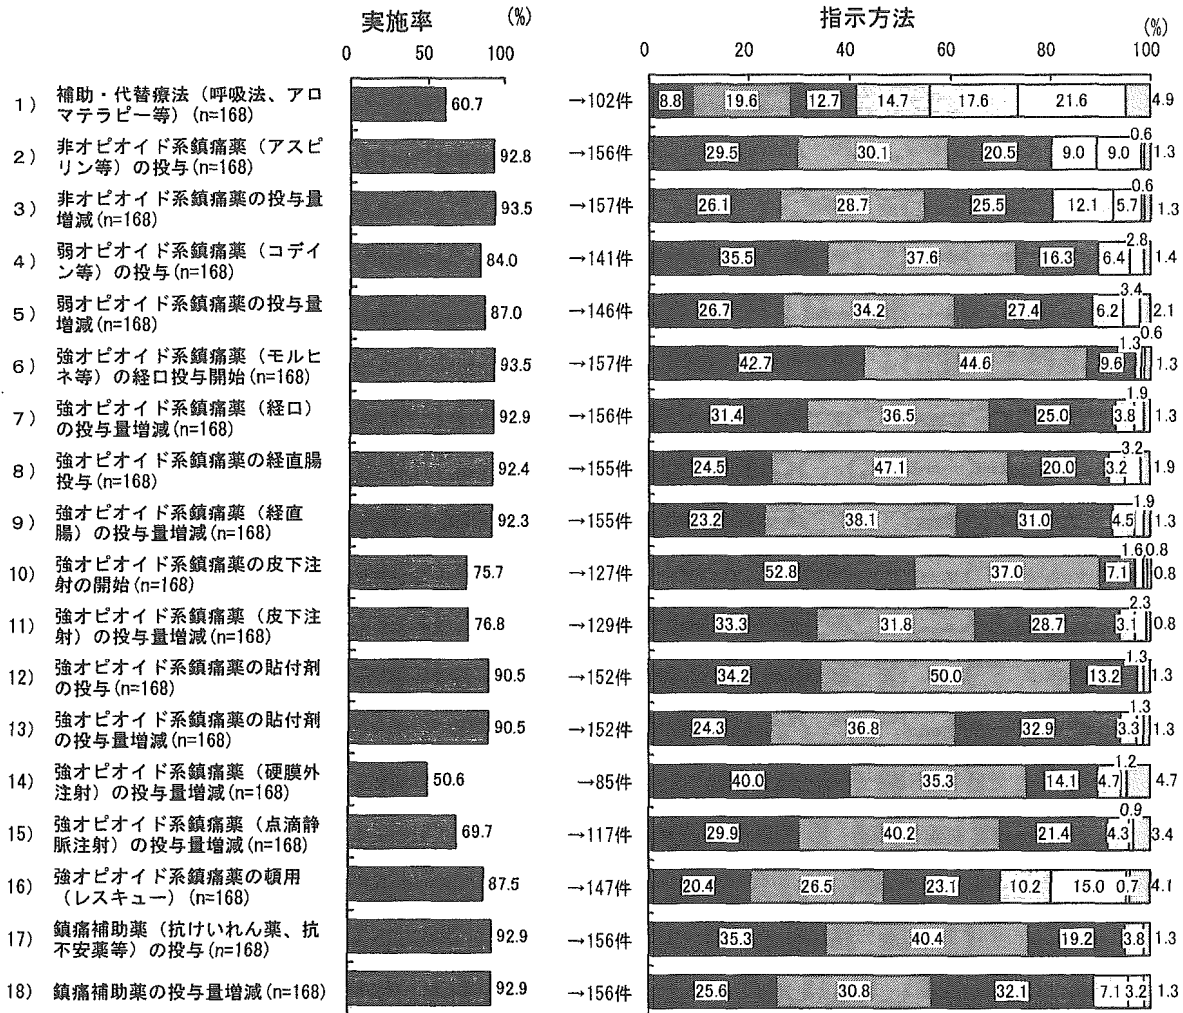 実施率 (%)
0 50 100
指示方法 (%)
0 20 40 60 80 100
1) 補助・代替療法(呼吸法、アロ
マテラピー等)(n=168)
60.7 →102件 8.8 19.6 12.7 14.7 17.6 21.6 4.9
2) 非オピオイド系鎮痛薬(アスピ
リン等)の投与(n=168)
92.8 →156件 29.5 30.1 20.5 9.0 9.0 0.6 1.3
3) 非オピオイド系鎮痛薬の投与量
増減(n=168)
93.5 →157件 26.1 28.7 25.5 12.1 5.7 0.6 1.3
4) 弱オピオイド系鎮痛薬(コデイ
ン等)の投与(n=168)
84.0 →141件 35.5 37.6 16.3 6.4 2.8 1.4
5) 弱オピオイド系鎮痛薬の投与量
増減(n=168)
87.0 →146件 26.7 34.2 27.4 6.2 3.4 2.1
6) 強オピオイド系鎮痛薬(モルヒ
ネ等)の経口投与開始(n=168)
93.5 →157件 42.7 44.6 9.6 1.3 0.6 1.3
7) 強オピオイド系鎮痛薬(経口)
の投与量増減(n=168)
92.9 →156件 31.4 36.5 25.0 3.8 1.9 1.3
8) 強オピオイド系鎮痛薬の経直腸
投与(n=168)
92.4 →155件 24.5 47.1 20.0 3.2 3.2 1.9
9) 強オピオイド系鎮痛薬(経直
腸)の投与量増減(n=168)
92.3 →155件 23.2 38.1 31.0 4.5 1.9 1.3
10) 強オピオイド系鎮痛薬の皮下注
射の開始(n=168)
75.7 →127件 52.8 37.0 7.1 1.6 0.8 0.8
11) 強オピオイド系鎮痛薬(皮下注
射)の投与量増減(n=168)
76.8 →129件 33.3 31.8 28.7 3.1 2.3 0.8
12) 強オピオイド系鎮痛薬の貼付剤
の投与(n=168)
90.5 →152件 34.2 50.0 13.2 1.3 1.3
13) 強オピオイド系鎮痛薬の貼付剤
の投与量増減(n=168)
90.5 →152件 24.3 36.8 32.9 3.3 1.3 1.3
14) 強オピオイド系鎮痛薬(硬膜外
注射)の投与量増減(n=168)
50.6 →85件 40.0 35.3 14.1 4.7 1.2 4.7
15) 強オピオイド系鎮痛薬(点滴静
脈注射)の投与量増減(n=168)
69.7 →117件 29.9 40.2 21.4 4.3 0.9 3.4
16) 強オピオイド系鎮痛薬の頓用
(レスキュー)(n=168)
87.5 →147件 20.4 26.5 23.1 10.2 15.0 0.7 4.1
17) 鎮痛補助薬(抗けいれん薬、抗
不安薬等)の投与(n=168)
92.9 →156件 35.3 40.4 19.2 3.8 1.3
18) 鎮痛補助薬の投与量増減(n=168)
92.9 →156件 25.6 30.8 32.1 7.1 3.2 1.3